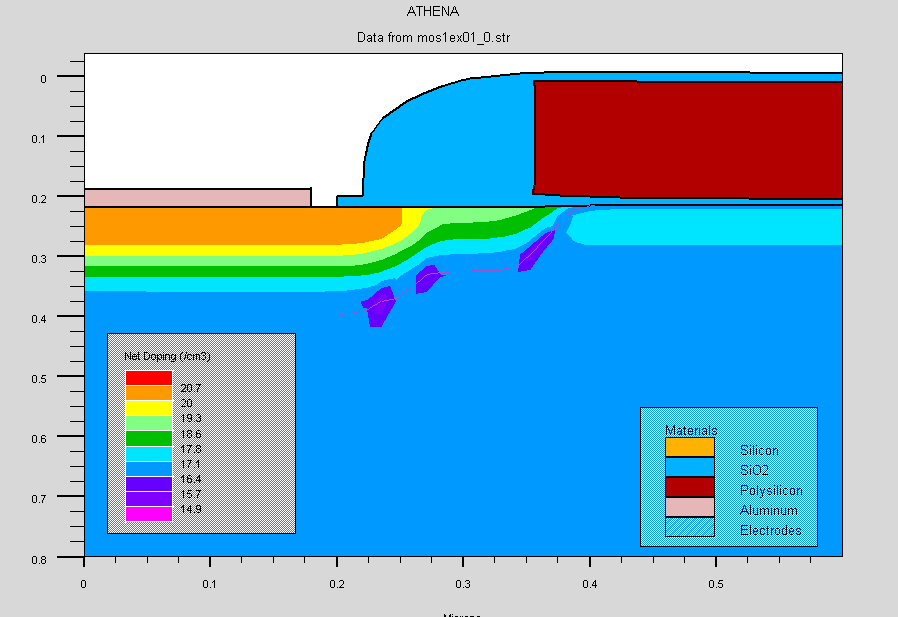 ATHENA
Data from mos1ex01_0.str
0
0.1
0.2
0.3
0.4
0.5
0.6
0.7
0.8
Net Doping (/cm3)
20.7
20
19.3
18.6
17.8
17.1
16.4
15.7
14.9
Materials
Silicon
SiO2
Polysilicon
Aluminum
Electrodes
0 0.1 0.2 0.3 0.4 0.5